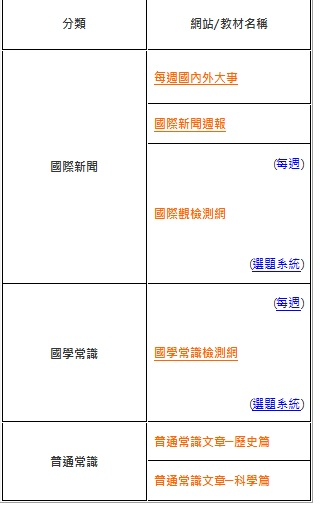 分類
網站/教材名稱
國際新聞
每週國內外大事
國際新聞週報
(每週)
國際觀檢測網
(選題系統)
國學常識
(每週)
國學常識檢測網
(選題系統)
普通常識
普通常識文章─歷史篇
普通常識文章─科學篇